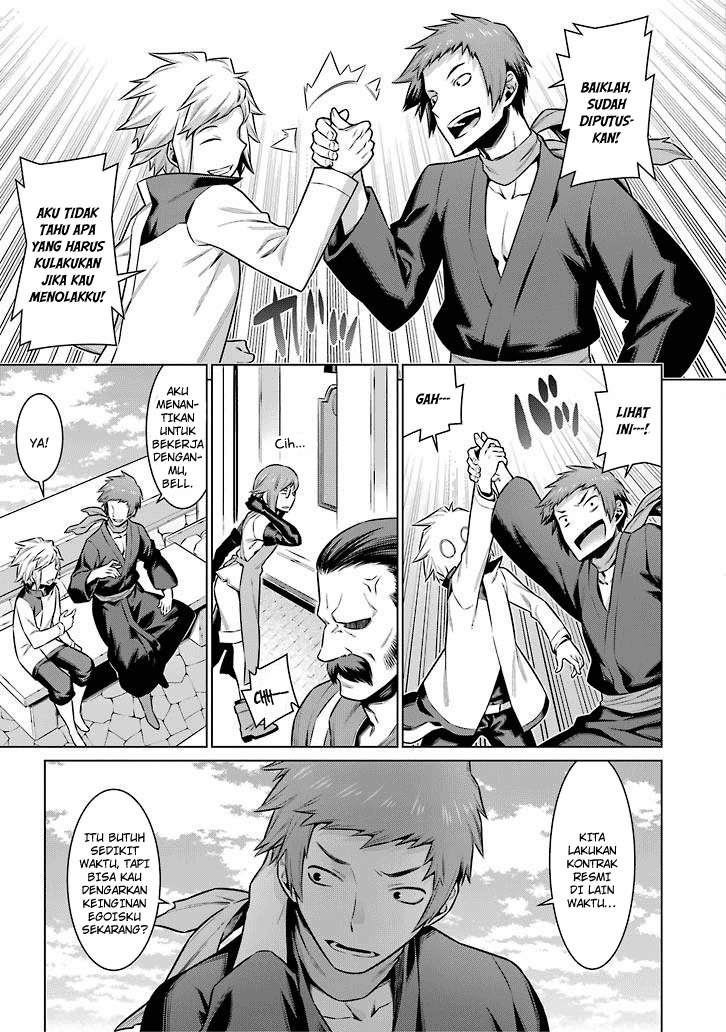 BAIKLAH,
SUDAH
DIPUTUS-
KAN!
AKU TIDAK
TAHU APA
YANG HARUS
KULAKUKAN
JIKA KAU
MENOLAKKU!
ガッ
LIHAT
INI---!
GAH---
Cih...
CHH---
AKU
MENAN-
TIKAN
UNTUK
BEKERJA
DENGAN-
MU,
BELL.
YA!
KITA
LAKUKAN
KONTRAK
RESMI
DI LAIN
WAKTU...
ITU BUTUH
SEDIKIT
WAKTU, TAPI
BISA KAU
DENGARKAN
KEINGINAN
EGOISKU
SEKARANG?